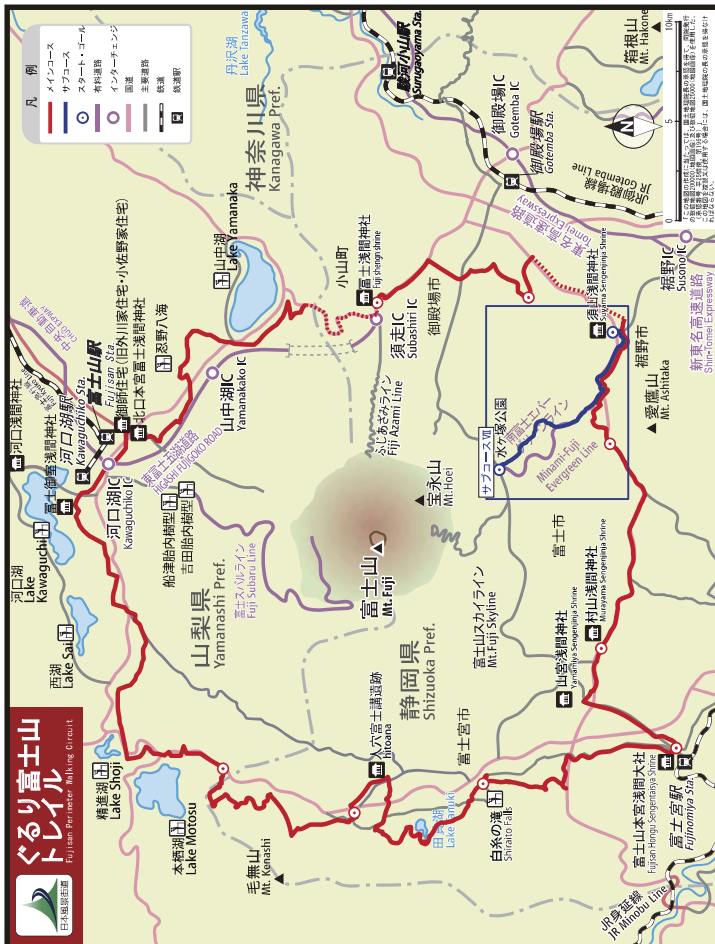 ぐるり富士山
トレイル
Fujisan Perimeter Walking Circuit
日本風景街道
凡 例
メインコース
サブコース
スタート・ゴール
有料道路
インターチェンジ
国道
主要道路
鉄道
鉄道駅
丹沢湖
Lake Tanzawa
神奈川県
Kanagawa Pref.
駿河小山駅
Surugaoyama Sta.
箱根山
Mt. Hakone
御殿場IC
Gotemba IC
御殿場駅
Gotemba Sta.
JR御殿場線
JR Gotemba Line
N
0
5
10km
東名高速道路
Tomei Expressway
裾野IC
Susono IC
新東名高速道路
Shin-Tomei Expressway
山中湖
Lake Yamanaka
小山町
富士浅間神社
Fuji shengn shrine
須走IC
Subashiri IC
御殿場市
須山浅間神社
Suyama Sengenjinja Shrine
裾野市
愛鷹山
Mt. Ashitaka
中央自動車道
CHUO EXPWAY
富士急行線
Fuji Kyuko Line
富士山駅
Fujisan Sta.
御師住宅(旧外川家住宅・小佐野家住宅)
北口本宮富士浅間神社
忍野八海
山中湖IC
Yamanakako IC
河口浅間神社
河口湖駅
Kawaguchiko Sta.
富士御室浅間神社
河口湖IC
Kawaguchiko IC
東富士五湖道路
HIGASHI FUJIGOKO ROAD
河口湖
Lake
Kawaguchi
船津胎内樹型
吉田胎内樹型
ふじあざみライン
Fuji Azami Line
サブコースⅦ
水ヶ塚公園
南富士エバーグリーンライン
Minami-Fuji
Evergreen Line
宝永山
Mt.Hoei
富士山
Mt. Fuji
富士スバルライン
Fuji Subaru Line
山梨県
Yamanashi Pref.
西湖
Lake Sai
静岡県
Shizuoka Pref.
富士山スカイライン
Mt.Fuji Skyline
富士市
村山浅間神社
Murayama Sengenjinja Shrine
山宮浅間神社
Yamamiya Sengenjinja Shrine
精進湖
Lake Shoji
本栖湖
Lake Motosu
人穴富士講遺跡
hitoana
毛無山
Mt. Kenashi
田貫湖
Lake Tanuki
富士宮市
白糸の滝
Shiraito Falls
富士山本宮浅間大社
Fujisan Hongu Sengentaisya Shrine
富士宮駅
Fujinomiya Sta.
JR身延線
JR Minobu Line